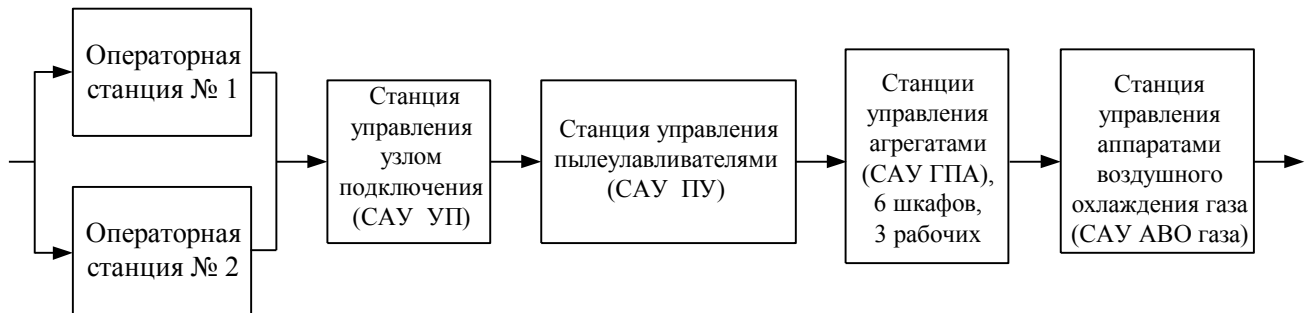 Операторная
станция № 1
Операторная
станция № 2
Станция
управления
узлом
подключения
(САУ УП)
Станция управления
пылеулавливателями
(САУ ПУ)
Станции
управления
агрегатами
(САУ ГПА),
6 шкафов,
3 рабочих
Станция
управления
аппаратами
воздушного
охлаждения газа
(САУ АВО газа)